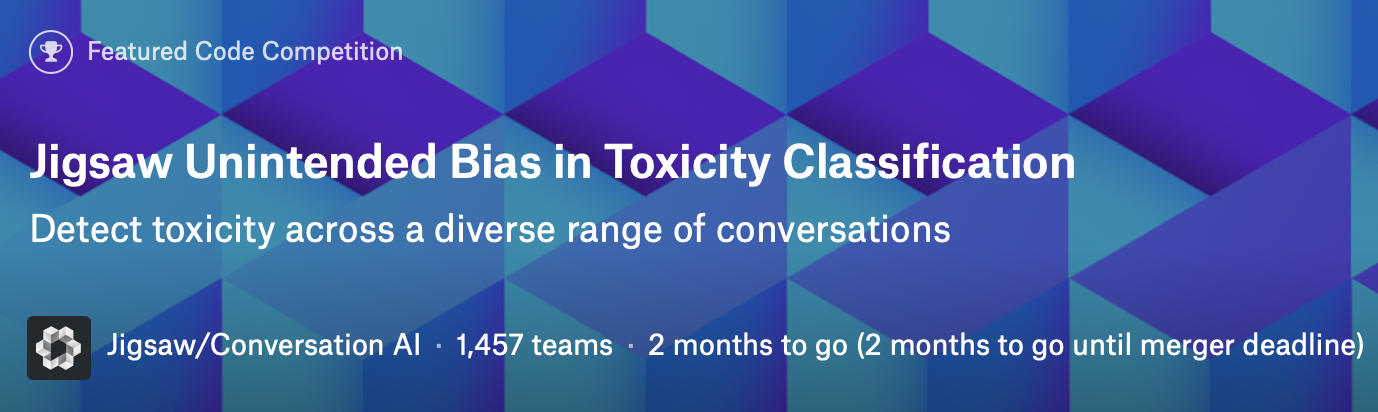 Featured Code Competition
Jigsaw Unintended Bias in Toxicity Classification
Detect toxicity across a diverse range of conversations
Jigsaw/Conversation AI · 1,457 teams · 2 months to go (2 months to go until merger deadline)